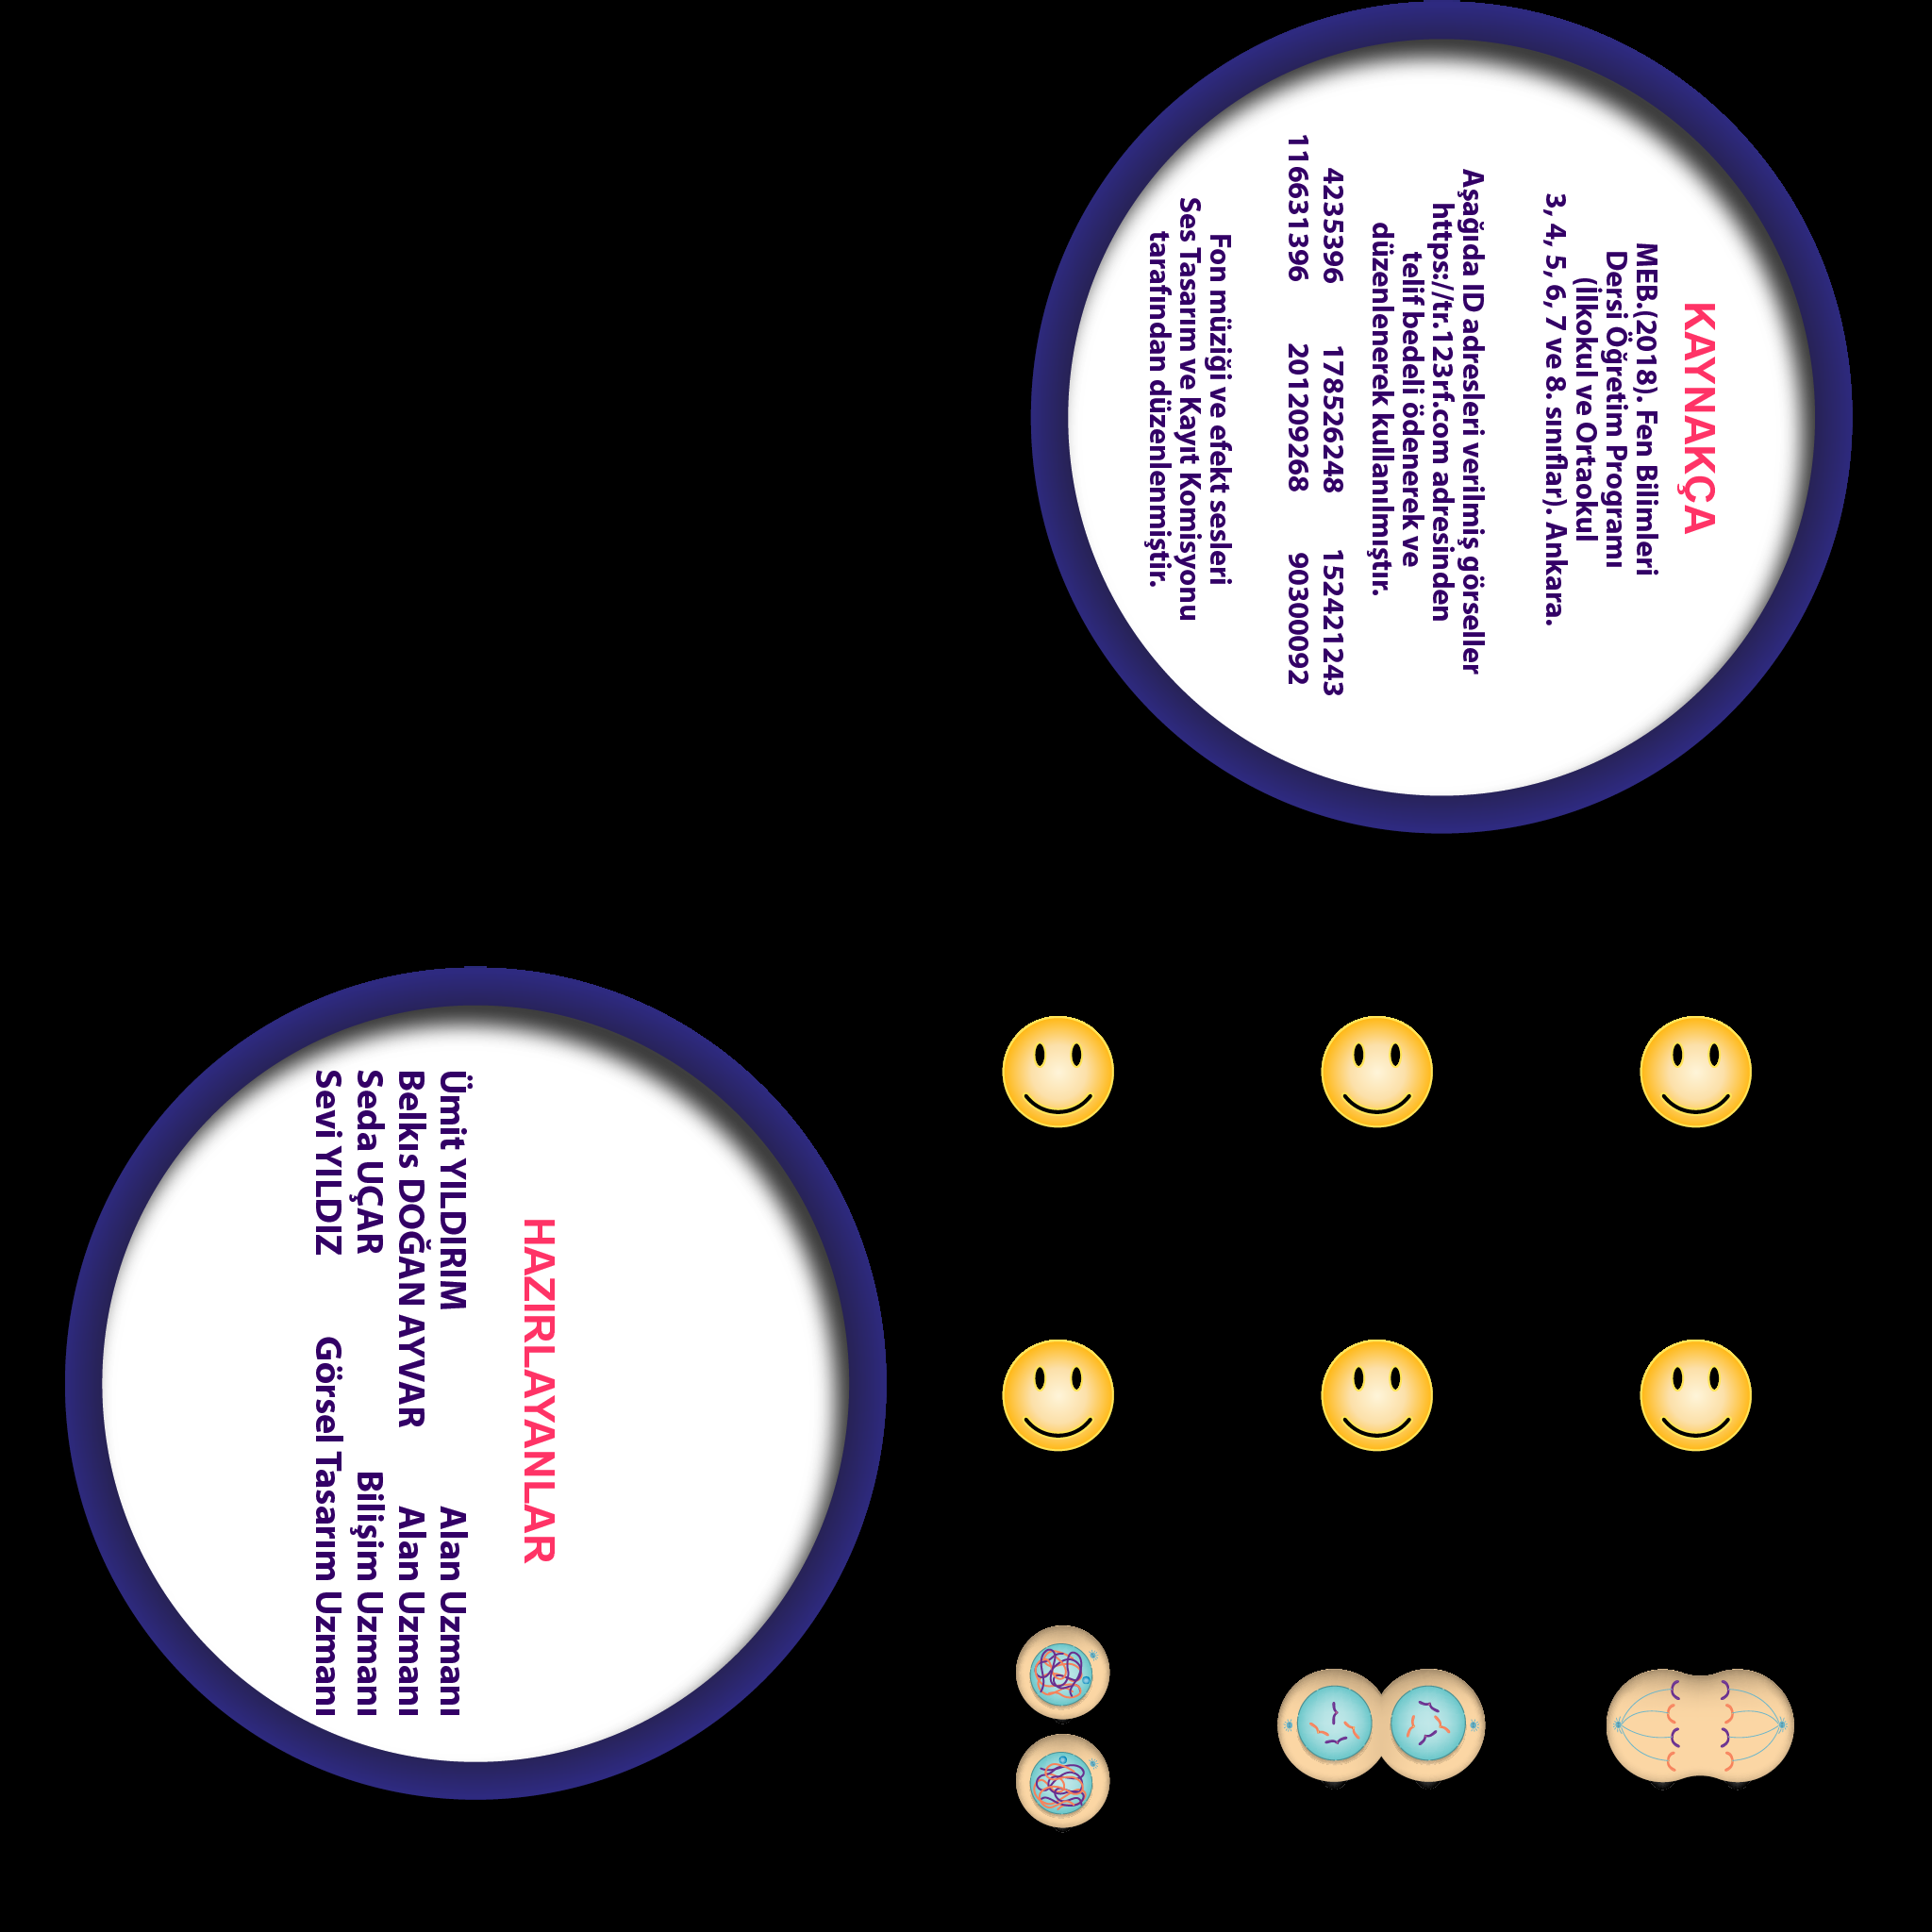 KAYNAKÇA
MEB.(2018). Fen Bilimleri
Dersi Öğretim Programı
(İlkokul ve Ortaokul
3, 4, 5, 6, 7 ve 8. sınıflar). Ankara.
Aşağıda ID adresleri verilmiş görseller
https://tr.123rf.com adresinden
telif bedeli ödenerek ve
düzenlenerek kullanılmıştır.
4235396 178526248 152421243
116631396 201209268 90300092
Fon müziği ve efekt sesleri
Ses Tasarım ve Kayıt Komisyonu
tarafından düzenlenmiştir.
HAZIRLAYANLAR
Ümit YILDIRIM Alan Uzmanı
Belkıs DOĞAN AYVAR Alan Uzmanı
Seda UÇAR Bilişim Uzmanı
Sevi YILDIZ Görsel Tasarım Uzmanı